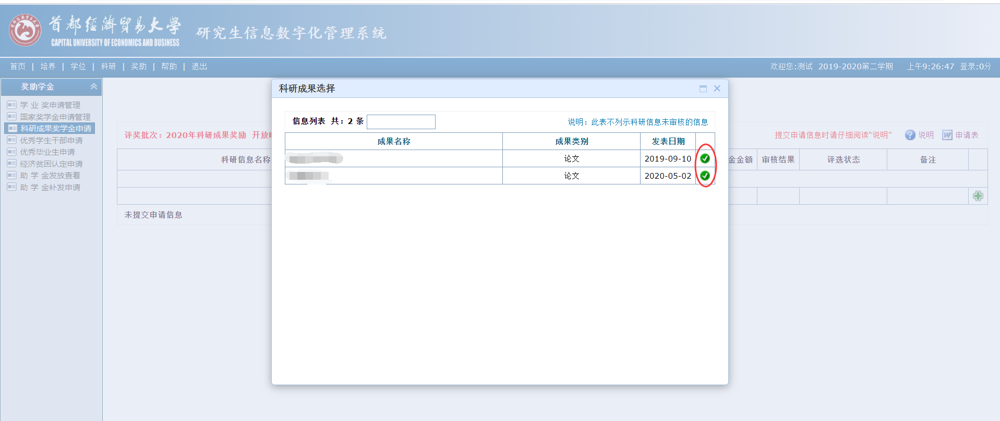 首都經濟貿易大學
CAPITAL UNIVERSITY OF ECONOMICS AND BUSINESS
研究生信息数字化管理系统
首页 | 培养 | 学位 | 科研 | 奖助 | 帮助 | 退出
欢迎您:测试 2019-2020第二学期 上午9:26:47 登录:0分
奖助学金
学 业 奖申请管理
国家奖学金申请管理
科研成果奖学金申请
优秀学生干部申请
优秀毕业生申请
经济贫困认定申请
助 学 金发放查看
助 学 金补发申请
评奖批次：2020年科研成果奖励 开放
提交申请信息时请仔细阅读“说明” 说明 申请表
科研信息名称 金金额 审核结果 评选状态 备注
未提交申请信息
科研成果选择
信息列表 共：2 条
说明：此表不列示科研信息未审核的信息
成果名称 成果类别 发表日期
论文 2019-09-10
论文 2020-05-02